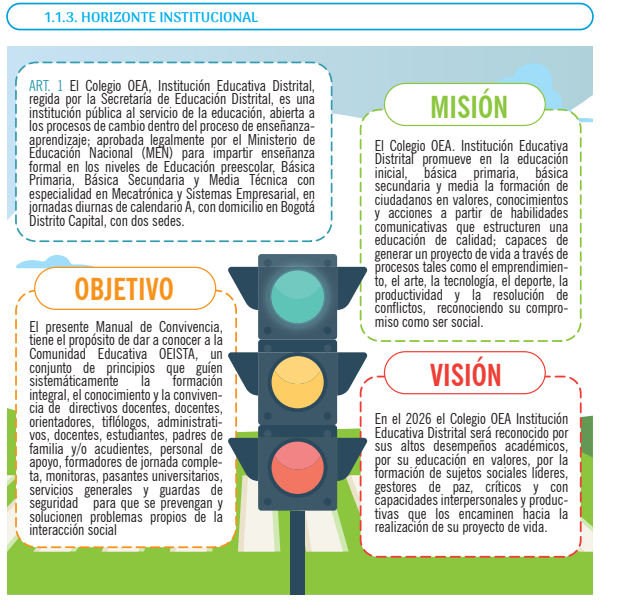 1.1.3. HORIZONTE INSTITUCIONAL
ART. 1 El Colegio OEA, Institución Educativa Distrital,
regida por la Secretaría de Educación Distrital, es una
institución pública al servicio de la educación, abierta a
los procesos de cambio dentro del proceso de enseñanza-
aprendizaje; aprobada legalmente por el Ministerio de
Educación Nacional (MEN) para impartir enseñanza
formal en los niveles de Educación preescolar, Básica
Primaria, Básica Secundaria y Media Técnica con
especialidad en Mecatrónica y Sistemas Empresarial, en
jornadas diurnas de calendario A, con domicilio en Bogotá
Distrito Capital, con dos sedes.
MISIÓN
El Colegio OEA. Institución Educativa
Distrital promueve en la educación
inicial, básica primaria, básica
secundaria y media la formación de
ciudadanos en valores, conocimientos
y acciones a partir de habilidades
comunicativas que estructuren una
educación de calidad; capaces de
generar un proyecto de vida a través de
procesos tales como el emprendimien-
to, el arte, la tecnología, el deporte, la
productividad y la resolución de
conflictos, reconociendo su compro-
miso como ser social.
OBJETIVO
El presente Manual de Convivencia,
tiene el propósito de dar a conocer a la
Comunidad Educativa OEISTA, un
conjunto de principios que guíen
sistemáticamente la formación
integral, el conocimiento y la conviven-
cia de directivos docentes, docentes,
orientadores, tiflólogos, administrati-
vos, docentes, estudiantes, padres de
familia y/o acudientes, personal de
apoyo, formadores de jornada comple-
ta, monitoras, pasantes universitarios,
servicios generales y guardas de
seguridad para que se prevengan y
solucionen problemas propios de la
interacción social
VISIÓN
En el 2026 el Colegio OEA Institución
Educativa Distrital será reconocido por
sus altos desempeños académicos,
por su educación en valores, por la
formación de sujetos sociales líderes,
gestores de paz, críticos y con
capacidades interpersonales y produc-
tivas que los encaminen hacia la
realización de su proyecto de vida.